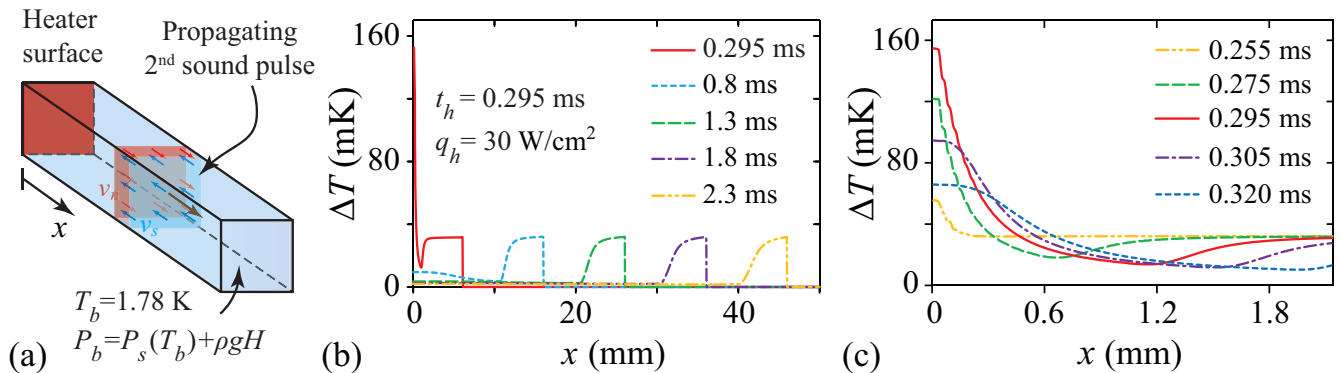 Heater
surface
Propagating
2nd sound pulse
vn
vs
x
Tb=1.78 K
Pb=Ps(Tb)+ρgH
(a)
160
80
0
ΔT (mK)
th = 0.295 ms
qh = 30 W/cm²
0.295 ms
0.8 ms
1.3 ms
1.8 ms
2.3 ms
0
20
40
x (mm)
(b)
160
80
0
ΔT (mK)
0.255 ms
0.275 ms
0.295 ms
0.305 ms
0.320 ms
0
0.6
1.2
1.8
x (mm)
(c)